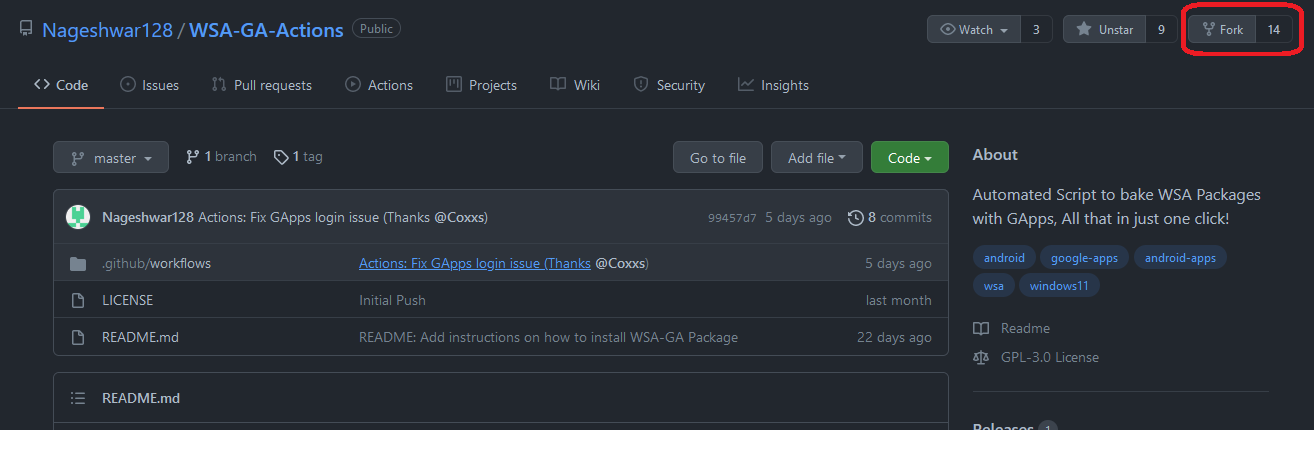 Nageshwar128 / WSA-GA-Actions Public
Watch 3 Unstar 9 Fork 14
Code Issues Pull requests Actions Projects Wiki Security Insights
master 1 branch 1 tag Go to file Add file Code
Nageshwar128 Actions: Fix GApps login issue (Thanks @Coxxs) 99457d7 5 days ago 8 commits
.github/workflows Actions: Fix GApps login issue (Thanks @Coxxs) 5 days ago
LICENSE Initial Push last month
README.md README: Add instructions on how to install WSA-GA Package 22 days ago
README.md
About
Automated Script to bake WSA Packages
with GApps, All that in just one click!
android google-apps android-apps
wsa windows11
Readme
GPL-3.0 License
Releases 1